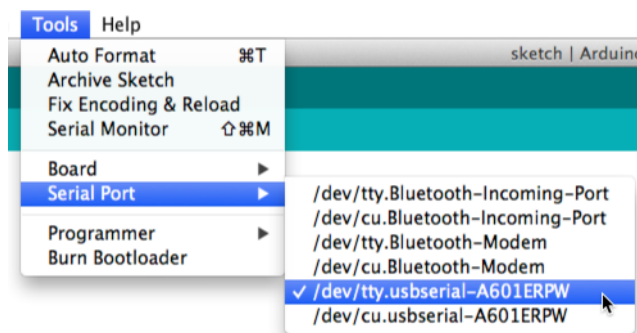 Tools Help
sketch | Arduino
Auto Format ⌘T
Archive Sketch
Fix Encoding & Reload
Serial Monitor ⇧⌘M
Board ▶
Serial Port ▶
Programmer ▶
Burn Bootloader
/dev/tty.Bluetooth-Incoming-Port
/dev/cu.Bluetooth-Incoming-Port
/dev/tty.Bluetooth-Modem
/dev/cu.Bluetooth-Modem
✓ /dev/tty.usbserial-A601ERPW
/dev/cu.usbserial-A601ERPW